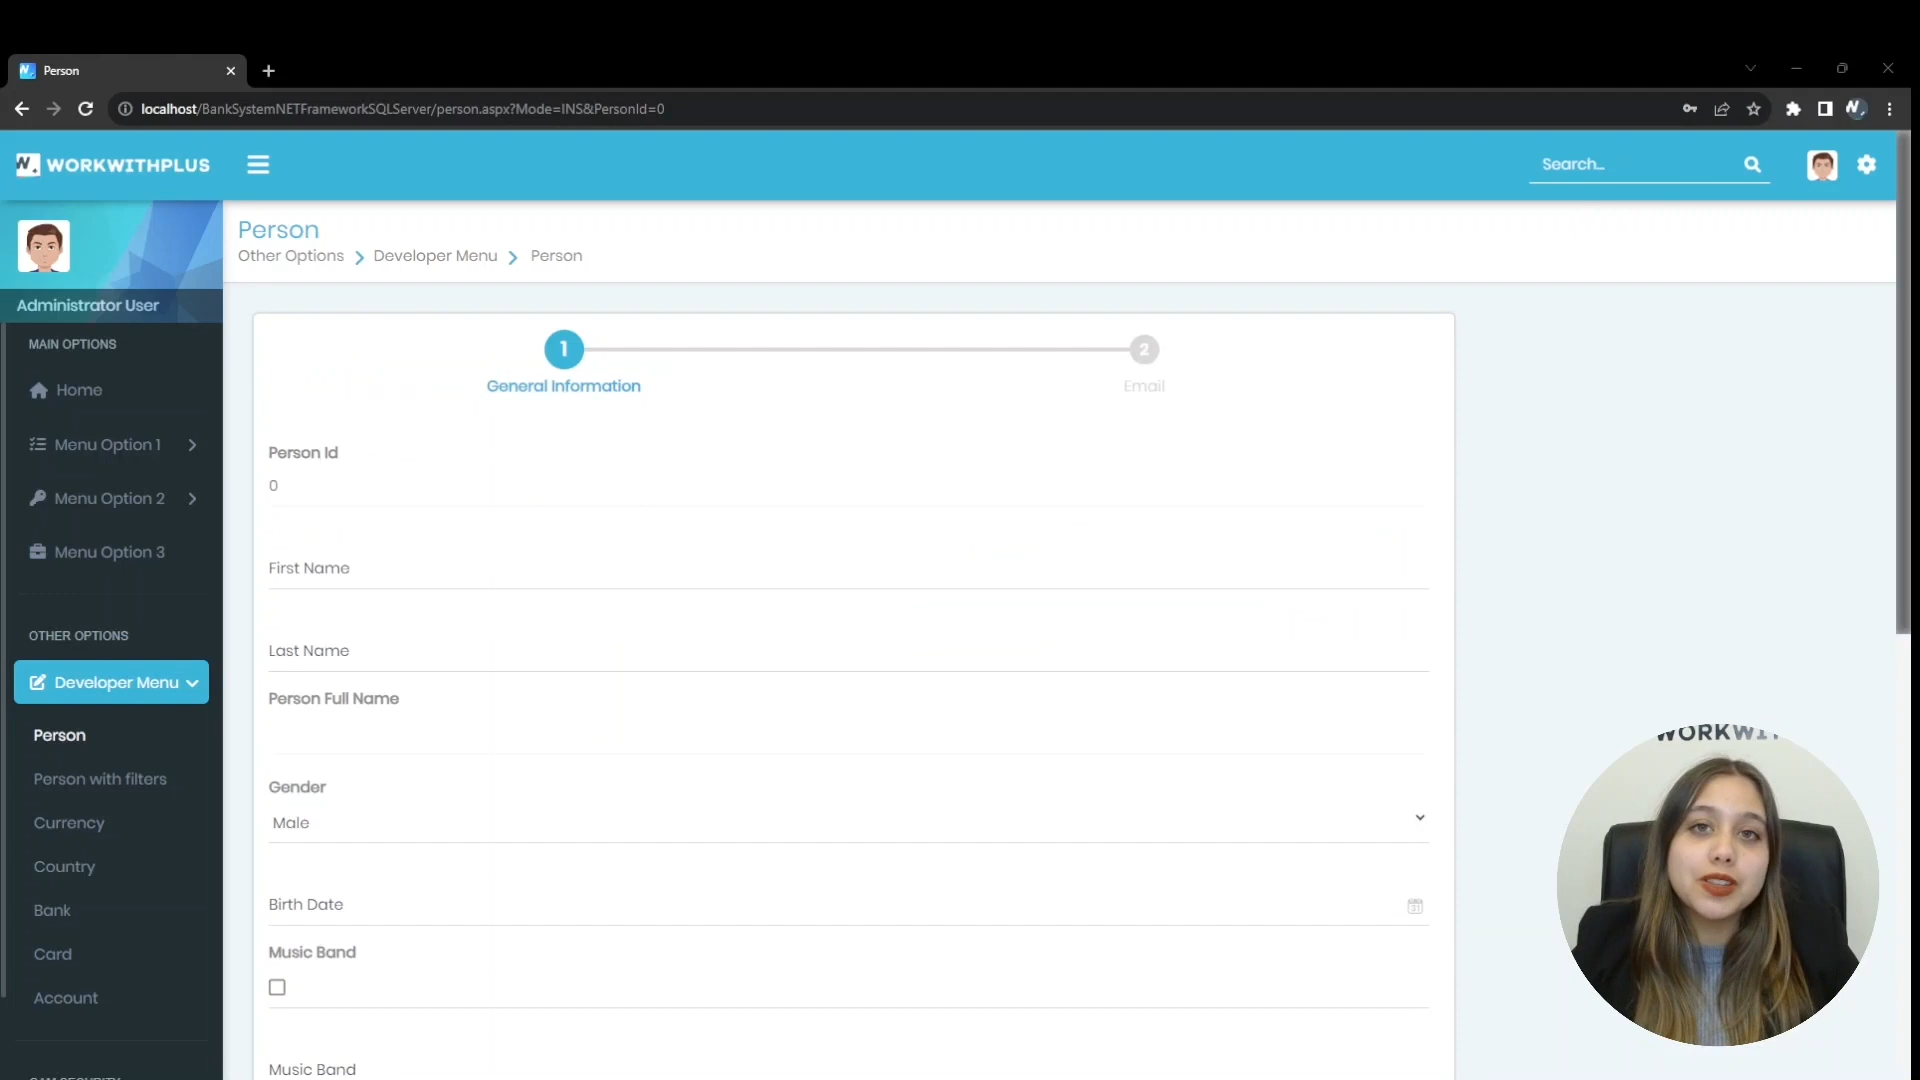 Person
localhost/BankSystemNETFrameworkSQLServer/person.aspx?Mode=INS&PersonId=0
W. WORKWITHPLUS
Search...
Person
Other Options > Developer Menu > Person
Administrator User
MAIN OPTIONS
Home
Menu Option 1
Menu Option 2
Menu Option 3
OTHER OPTIONS
Developer Menu
Person
Person with filters
Currency
Country
Bank
Card
Account
1
General Information
2
Email
Person Id
0
First Name
Last Name
Person Full Name
Gender
Male
Birth Date
31
Music Band
Music Band
WORKWIT